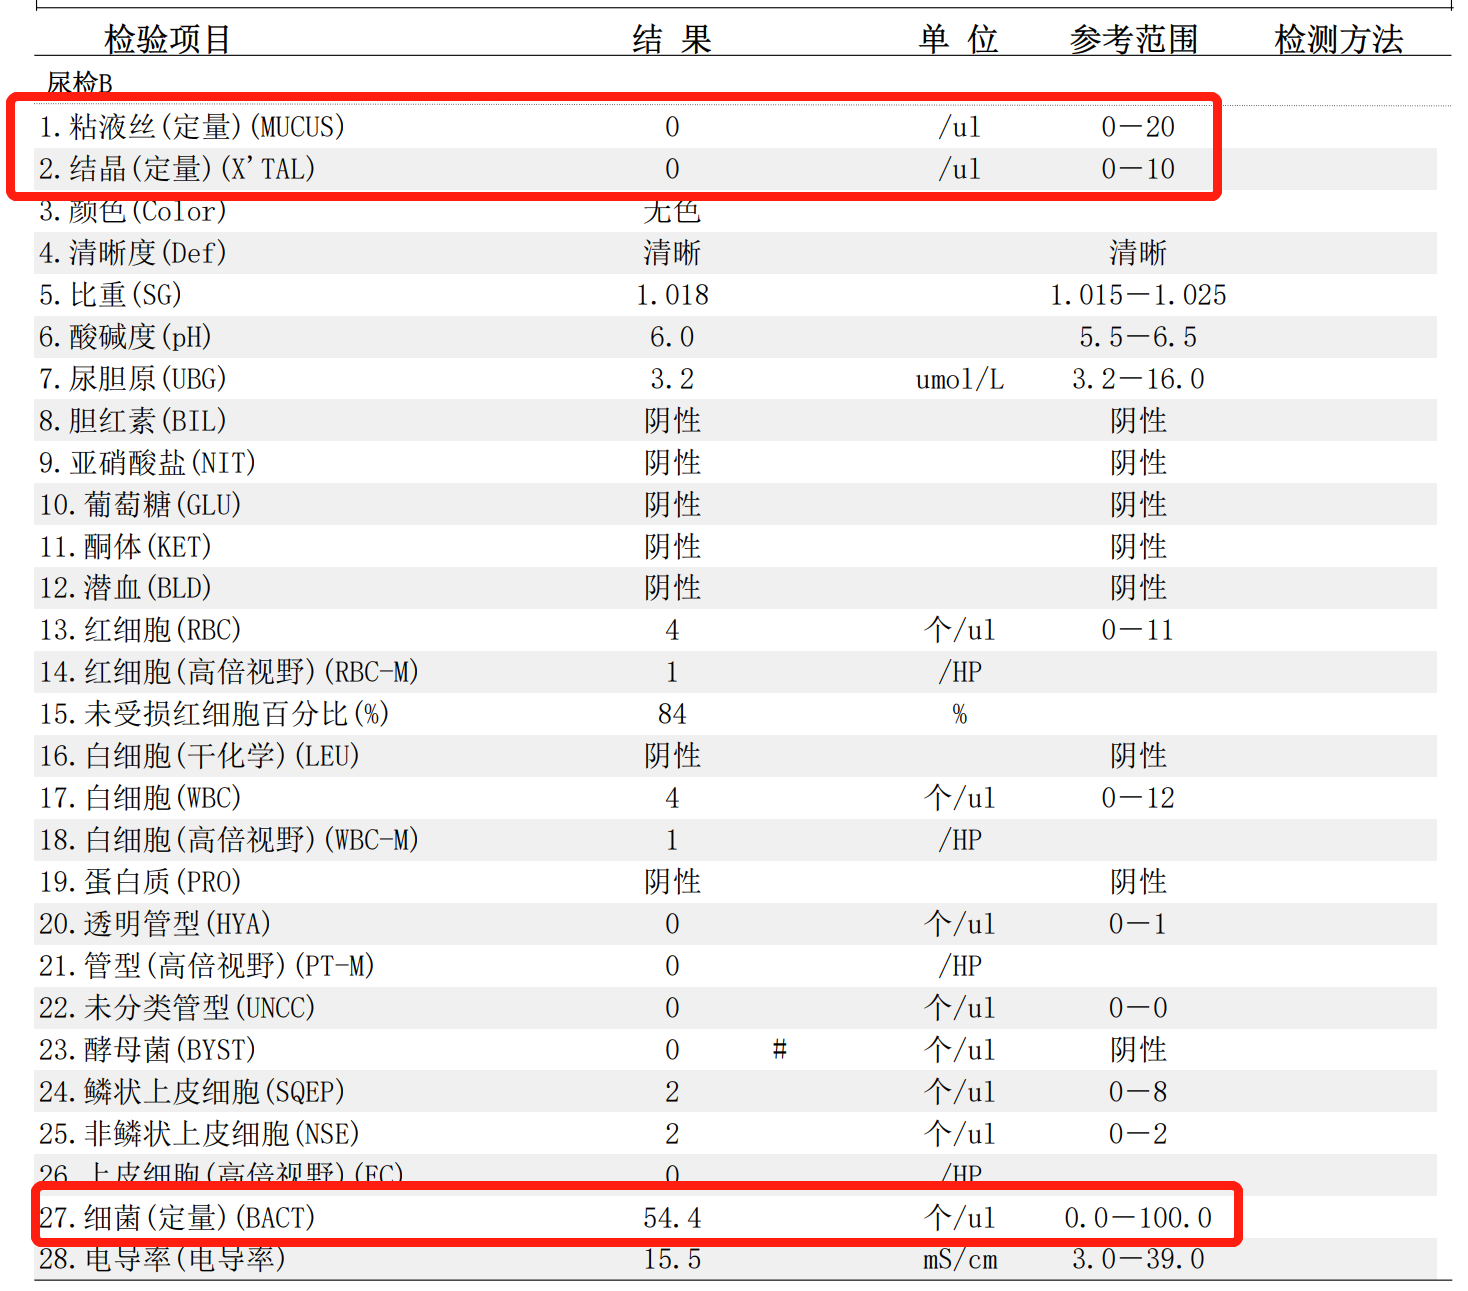 检验项目 结 果 单 位 参考范围 检测方法
尿检B
1.粘液丝(定量)(MUCUS) 0 /ul 0－20
2.结晶(定量)(X'TAL) 0 /ul 0－10
3.颜色(Color) 无色
4.清晰度(Def) 清晰 清晰
5.比重(SG) 1.018 1.015－1.025
6.酸碱度(pH) 6.0 5.5－6.5
7.尿胆原(UBG) 3.2 umol/L 3.2－16.0
8.胆红素(BIL) 阴性 阴性
9.亚硝酸盐(NIT) 阴性 阴性
10.葡萄糖(GLU) 阴性 阴性
11.酮体(KET) 阴性 阴性
12.潜血(BLD) 阴性 阴性
13.红细胞(RBC) 4 个/ul 0－11
14.红细胞(高倍视野)(RBC-M) 1 /HP
15.未受损红细胞百分比(%) 84 %
16.白细胞(干化学)(LEU) 阴性 阴性
17.白细胞(WBC) 4 个/ul 0－12
18.白细胞(高倍视野)(WBC-M) 1 /HP
19.蛋白质(PRO) 阴性 阴性
20.透明管型(HYA) 0 个/ul 0－1
21.管型(高倍视野)(PT-M) 0 /HP
22.未分类管型(UNCC) 0 个/ul 0－0
23.酵母菌(BYST) 0 # 个/ul 阴性
24.鳞状上皮细胞(SQEP) 2 个/ul 0－8
25.非鳞状上皮细胞(NSE) 2 个/ul 0－2
26.上皮细胞(高倍视野)(EC) 0 /HP
27.细菌(定量)(BACT) 54.4 个/ul 0.0－100.0
28.电导率(电导率) 15.5 mS/cm 3.0－39.0